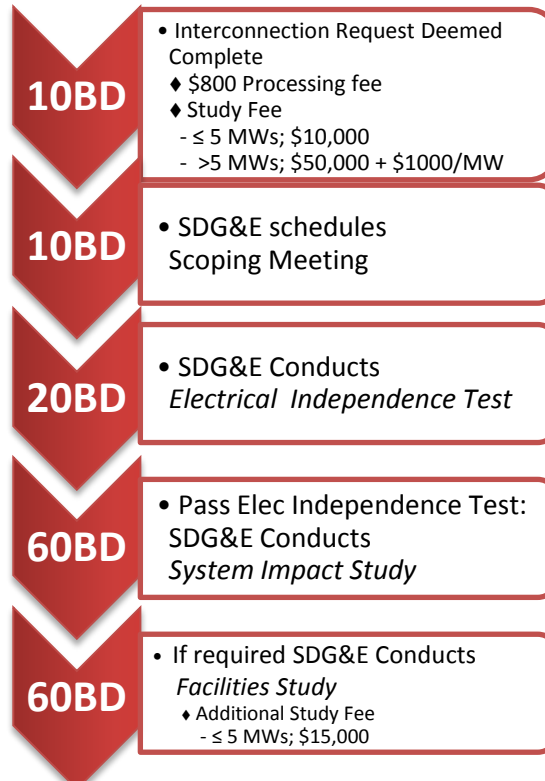 10BD
• Interconnection Request Deemed
Complete
♦ $800 Processing fee
♦ Study Fee
- ≤ 5 MWs; $10,000
- >5 MWs; $50,000 + $1000/MW
10BD
• SDG&E schedules
Scoping Meeting
20BD
• SDG&E Conducts
Electrical Independence Test
60BD
• Pass Elec Independence Test:
SDG&E Conducts
System Impact Study
60BD
• If required SDG&E Conducts
Facilities Study
♦ Additional Study Fee
- ≤ 5 MWs; $15,000